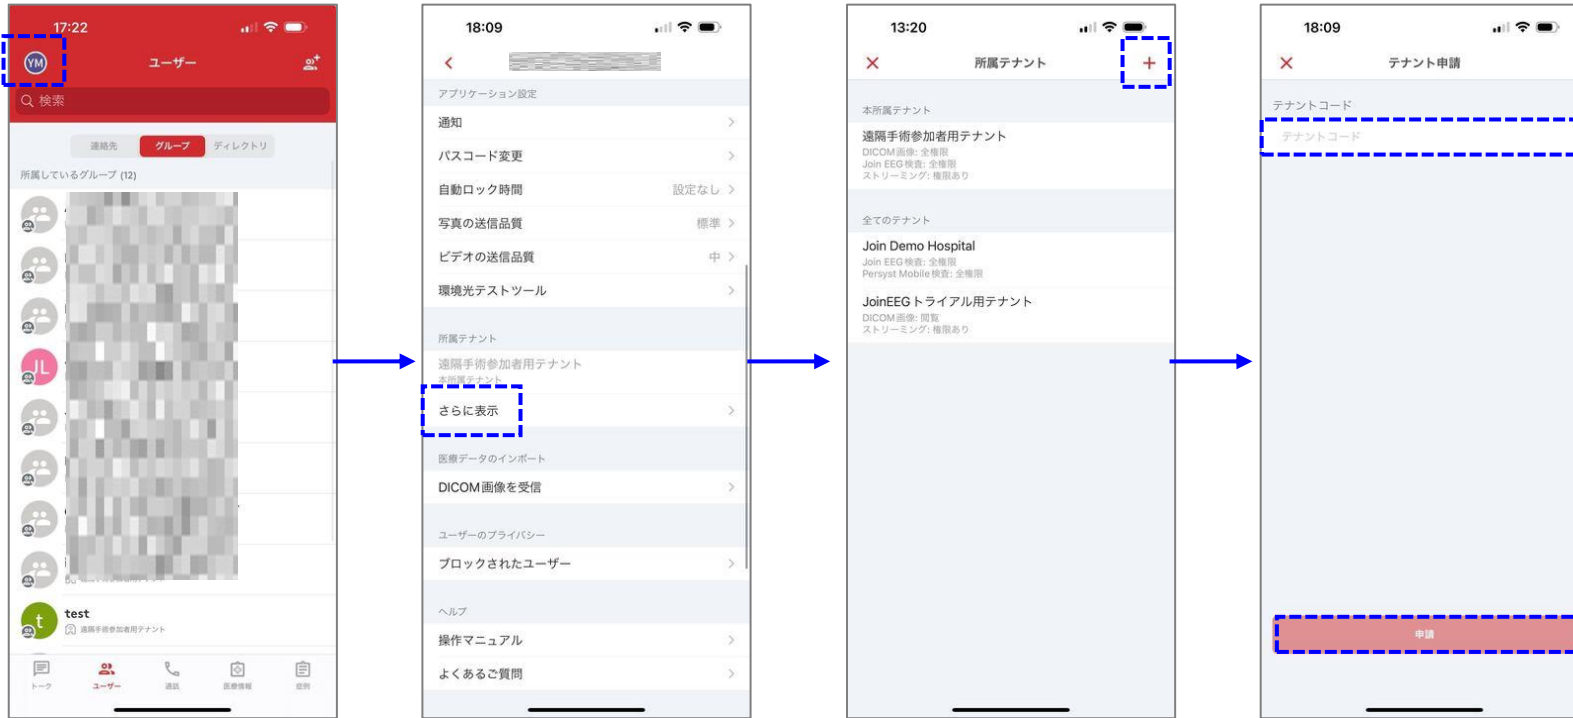 17:22
YM
ユーザー
検索
連絡先
グループ
ディレクトリ
所属しているグループ (12)
JL
t
test
遠隔手術参加者用テナント
トーク
ユーザー
通話
医療情報
症例
18:09
アプリケーション設定
通知
パスコード変更
自動ロック時間 設定なし
写真の送信品質 標準
ビデオの送信品質 中
環境光テストツール
所属テナント
遠隔手術参加者用テナント
本所属テナント
さらに表示
医療データのインポート
DICOM画像を受信
ユーザーのプライバシー
ブロックされたユーザー
ヘルプ
操作マニュアル
よくあるご質問
13:20
所属テナント
本所属テナント
遠隔手術参加者用テナント
DICOM画像: 全権限
Join EEG検査: 全権限
ストリーミング: 権限あり
全てのテナント
Join Demo Hospital
Join EEG検査: 全権限
Persyst Mobile検査: 全権限
JoinEEGトライアル用テナント
DICOM画像: 閲覧
ストリーミング: 権限あり
18:09
テナント申請
テナントコード
テナントコード
申請